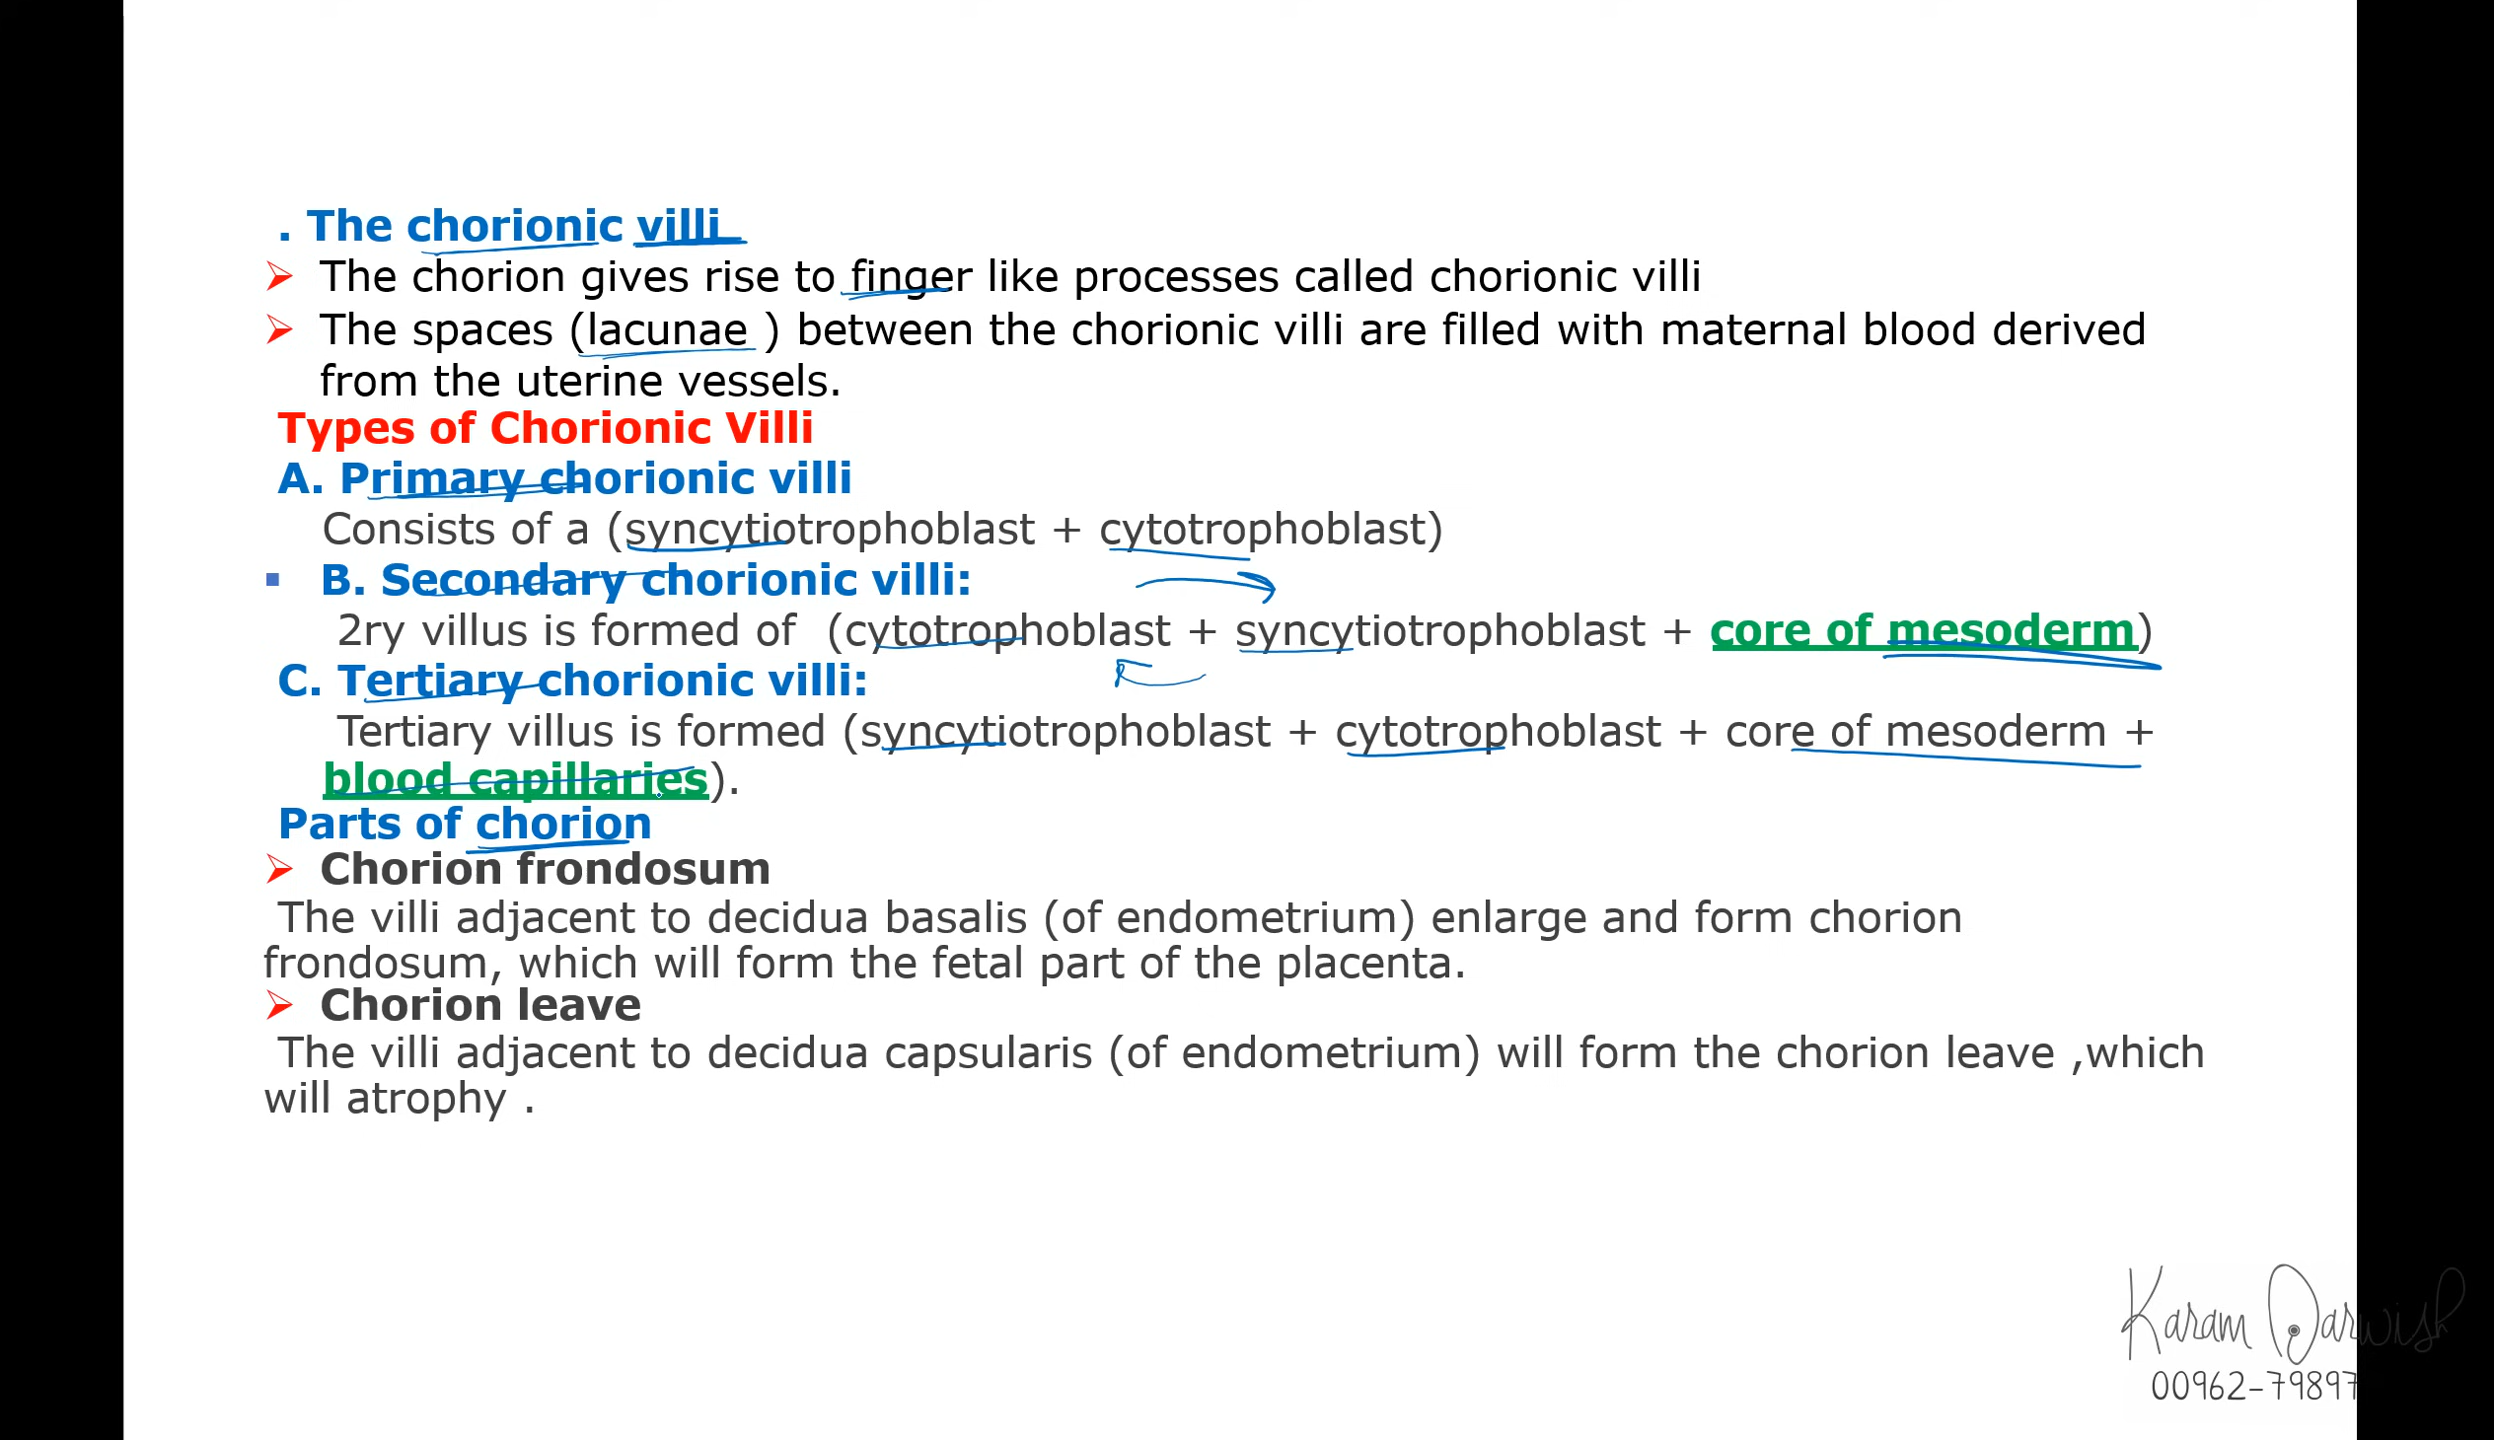 . The chorionic villi
The chorion gives rise to finger like processes called chorionic villi
The spaces (lacunae ) between the chorionic villi are filled with maternal blood derived
from the uterine vessels.
Types of Chorionic Villi
A. Primary chorionic villi
Consists of a (syncytiotrophoblast + cytotrophoblast)
B. Secondary chorionic villi:
2ry villus is formed of (cytotrophoblast + syncytiotrophoblast + core of mesoderm)
C. Tertiary chorionic villi:
Tertiary villus is formed (syncytiotrophoblast + cytotrophoblast + core of mesoderm +
blood capillaries).
Parts of chorion
Chorion frondosum
The villi adjacent to decidua basalis (of endometrium) enlarge and form chorion
frondosum, which will form the fetal part of the placenta.
Chorion leave
The villi adjacent to decidua capsularis (of endometrium) will form the chorion leave ,which
will atrophy .
Karam Darwish
00962-79897